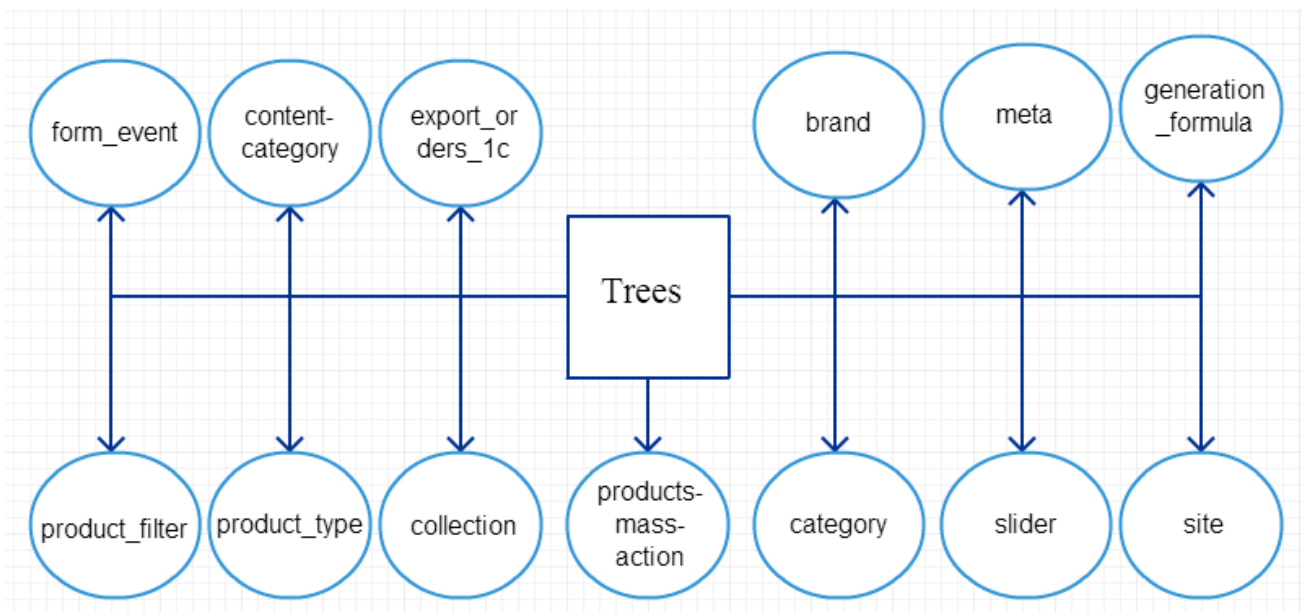 form_event
content-
category
export_or
ders_1c
brand
meta
generation
_formula
Trees
product_filter
product_type
collection
products-
mass-
action
category
slider
site